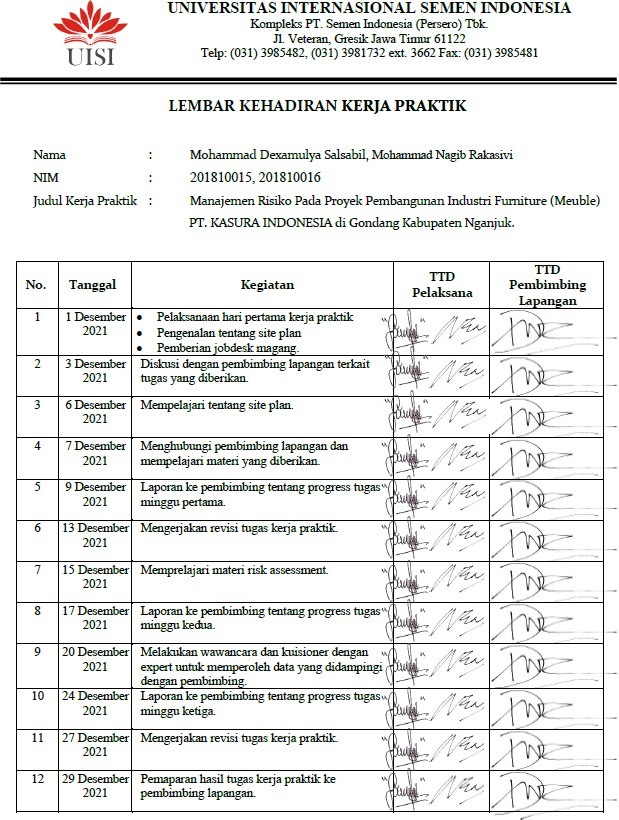 UNIVERSITAS INTERNASIONAL SEMEN INDONESIA
Kompleks PT. Semen Indonesia (Persero) Tbk.
Jl. Veteran, Gresik Jawa Timur 61122
Telp: (031) 3985482, (031) 3981732 ext. 3662 Fax: (031) 3985481
UISI
LEMBAR KEHADIRAN KERJA PRAKTIK
Nama : Mohammad Dexamulya Salsabil, Mohammad Nagib Rakasivi
NIM : 201810015, 201810016
Judul Kerja Praktik : Manajemen Risiko Pada Proyek Pembangunan Industri Furniture (Meuble)
PT. KASURA INDONESIA di Gondang Kabupaten Nganjuk.
No. Tanggal Kegiatan TTD Pelaksana TTD Pembimbing Lapangan
1 1 Desember 2021
• Pelaksanaan hari pertama kerja praktik
• Pengenalan tentang site plan
• Pemberian jobdesk magang.
2 3 Desember 2021
Diskusi dengan pembimbing lapangan terkait
tugas yang diberikan.
3 6 Desember 2021
Mempelajari tentang site plan.
4 7 Desember 2021
Menghubungi pembimbing lapangan dan
mempelajari materi yang diberikan.
5 9 Desember 2021
Laporan ke pembimbing tentang progress tugas
minggu pertama.
6 13 Desember 2021
Mengerjakan revisi tugas kerja praktik.
7 15 Desember 2021
Memprelajari materi risk assessment.
8 17 Desember 2021
Laporan ke pembimbing tentang progress tugas
minggu kedua.
9 20 Desember 2021
Melakukan wawancara dan kuisioner dengan
expert untuk memperoleh data yang didampingi
dengan pembimbing.
10 24 Desember 2021
Laporan ke pembimbing tentang progress tugas
minggu ketiga.
11 27 Desember 2021
Mengerjakan revisi tugas kerja praktik.
12 29 Desember 2021
Pemaparan hasil tugas kerja praktik ke
pembimbing lapangan.